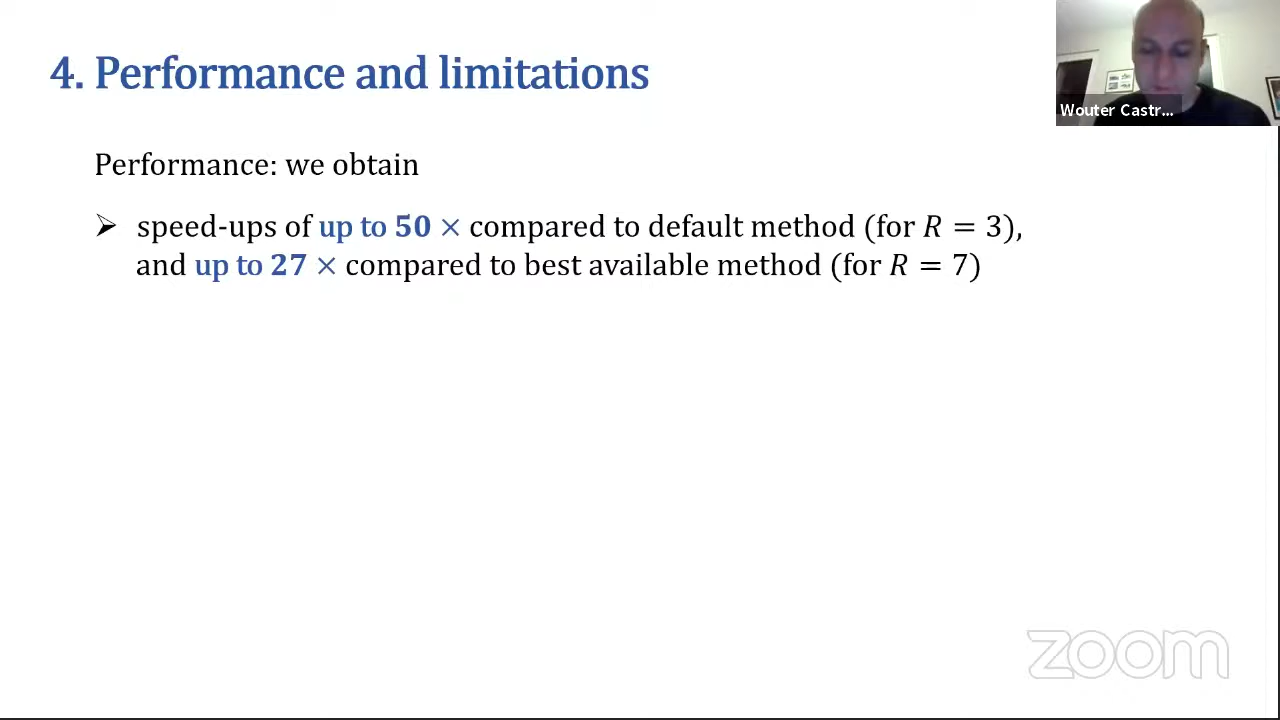 4. Performance and limitations
Wouter Castr...
Performance: we obtain
➢ speed-ups of up to 50 × compared to default method (for R = 3),
and up to 27 × compared to best available method (for R = 7)
zoom